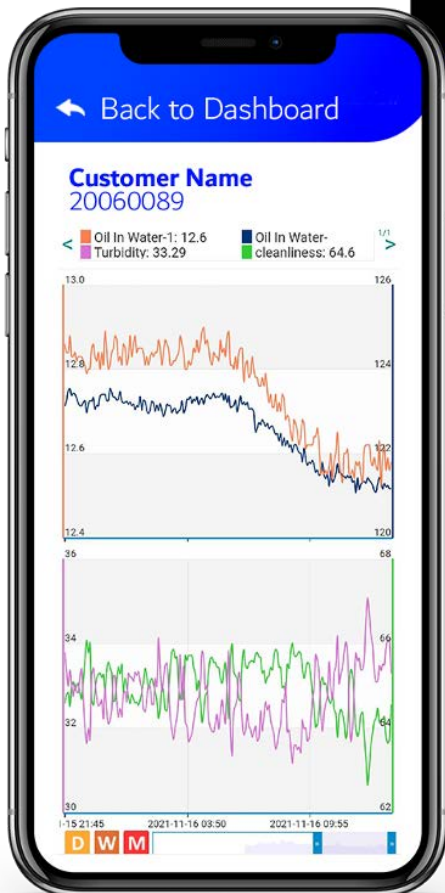 Back to Dashboard
Customer Name
20060089
< Oil In Water-1: 12.6 Oil In Water- 1/1 >
Turbidity: 33.29 cleanliness: 64.6
13.0 126
12.8 124
12.6 122
12.4 120
36 68
34 66
32 64
30 62
1-15 21:45 2021-11-16 03:50 2021-11-16 09:55
D W M